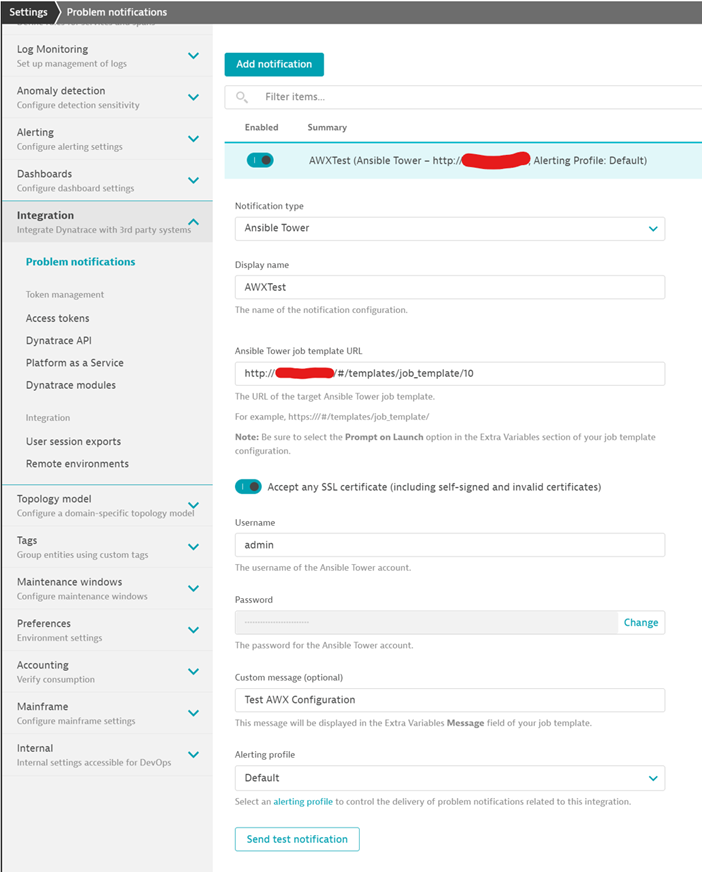 Settings
Problem notifications
Log Monitoring
Set up management of logs
Anomaly detection
Configure detection sensitivity
Alerting
Configure alerting settings
Dashboards
Configure dashboard settings
Integration
Integrate Dynatrace with 3rd party systems
Problem notifications
Token management
Access tokens
Dynatrace API
Platform as a Service
Dynatrace modules
Integration
User session exports
Remote environments
Topology model
Configure a domain-specific topology model
Tags
Group entities using custom tags
Maintenance windows
Configure maintenance windows
Preferences
Environment settings
Accounting
Verify consumption
Mainframe
Configure mainframe settings
Internal
Internal settings accessible for DevOps
Add notification
Filter items...
Enabled Summary
AWXTest (Ansible Tower – http:// Alerting Profile: Default)
Notification type
Ansible Tower
Display name
AWXTest
The name of the notification configuration.
Ansible Tower job template URL
http:// /#/templates/job_template/10
The URL of the target Ansible Tower job template.
For example, https:///#/templates/job_template/
Note: Be sure to select the Prompt on Launch option in the Extra Variables section of your job template
configuration.
Accept any SSL certificate (including self-signed and invalid certificates)
Username
admin
The username of the Ansible Tower account.
Password
Change
The password for the Ansible Tower account.
Custom message (optional)
Test AWX Configuration
This message will be displayed in the Extra Variables Message field of your job template.
Alerting profile
Default
Select an alerting profile to control the delivery of problem notifications related to this integration.
Send test notification